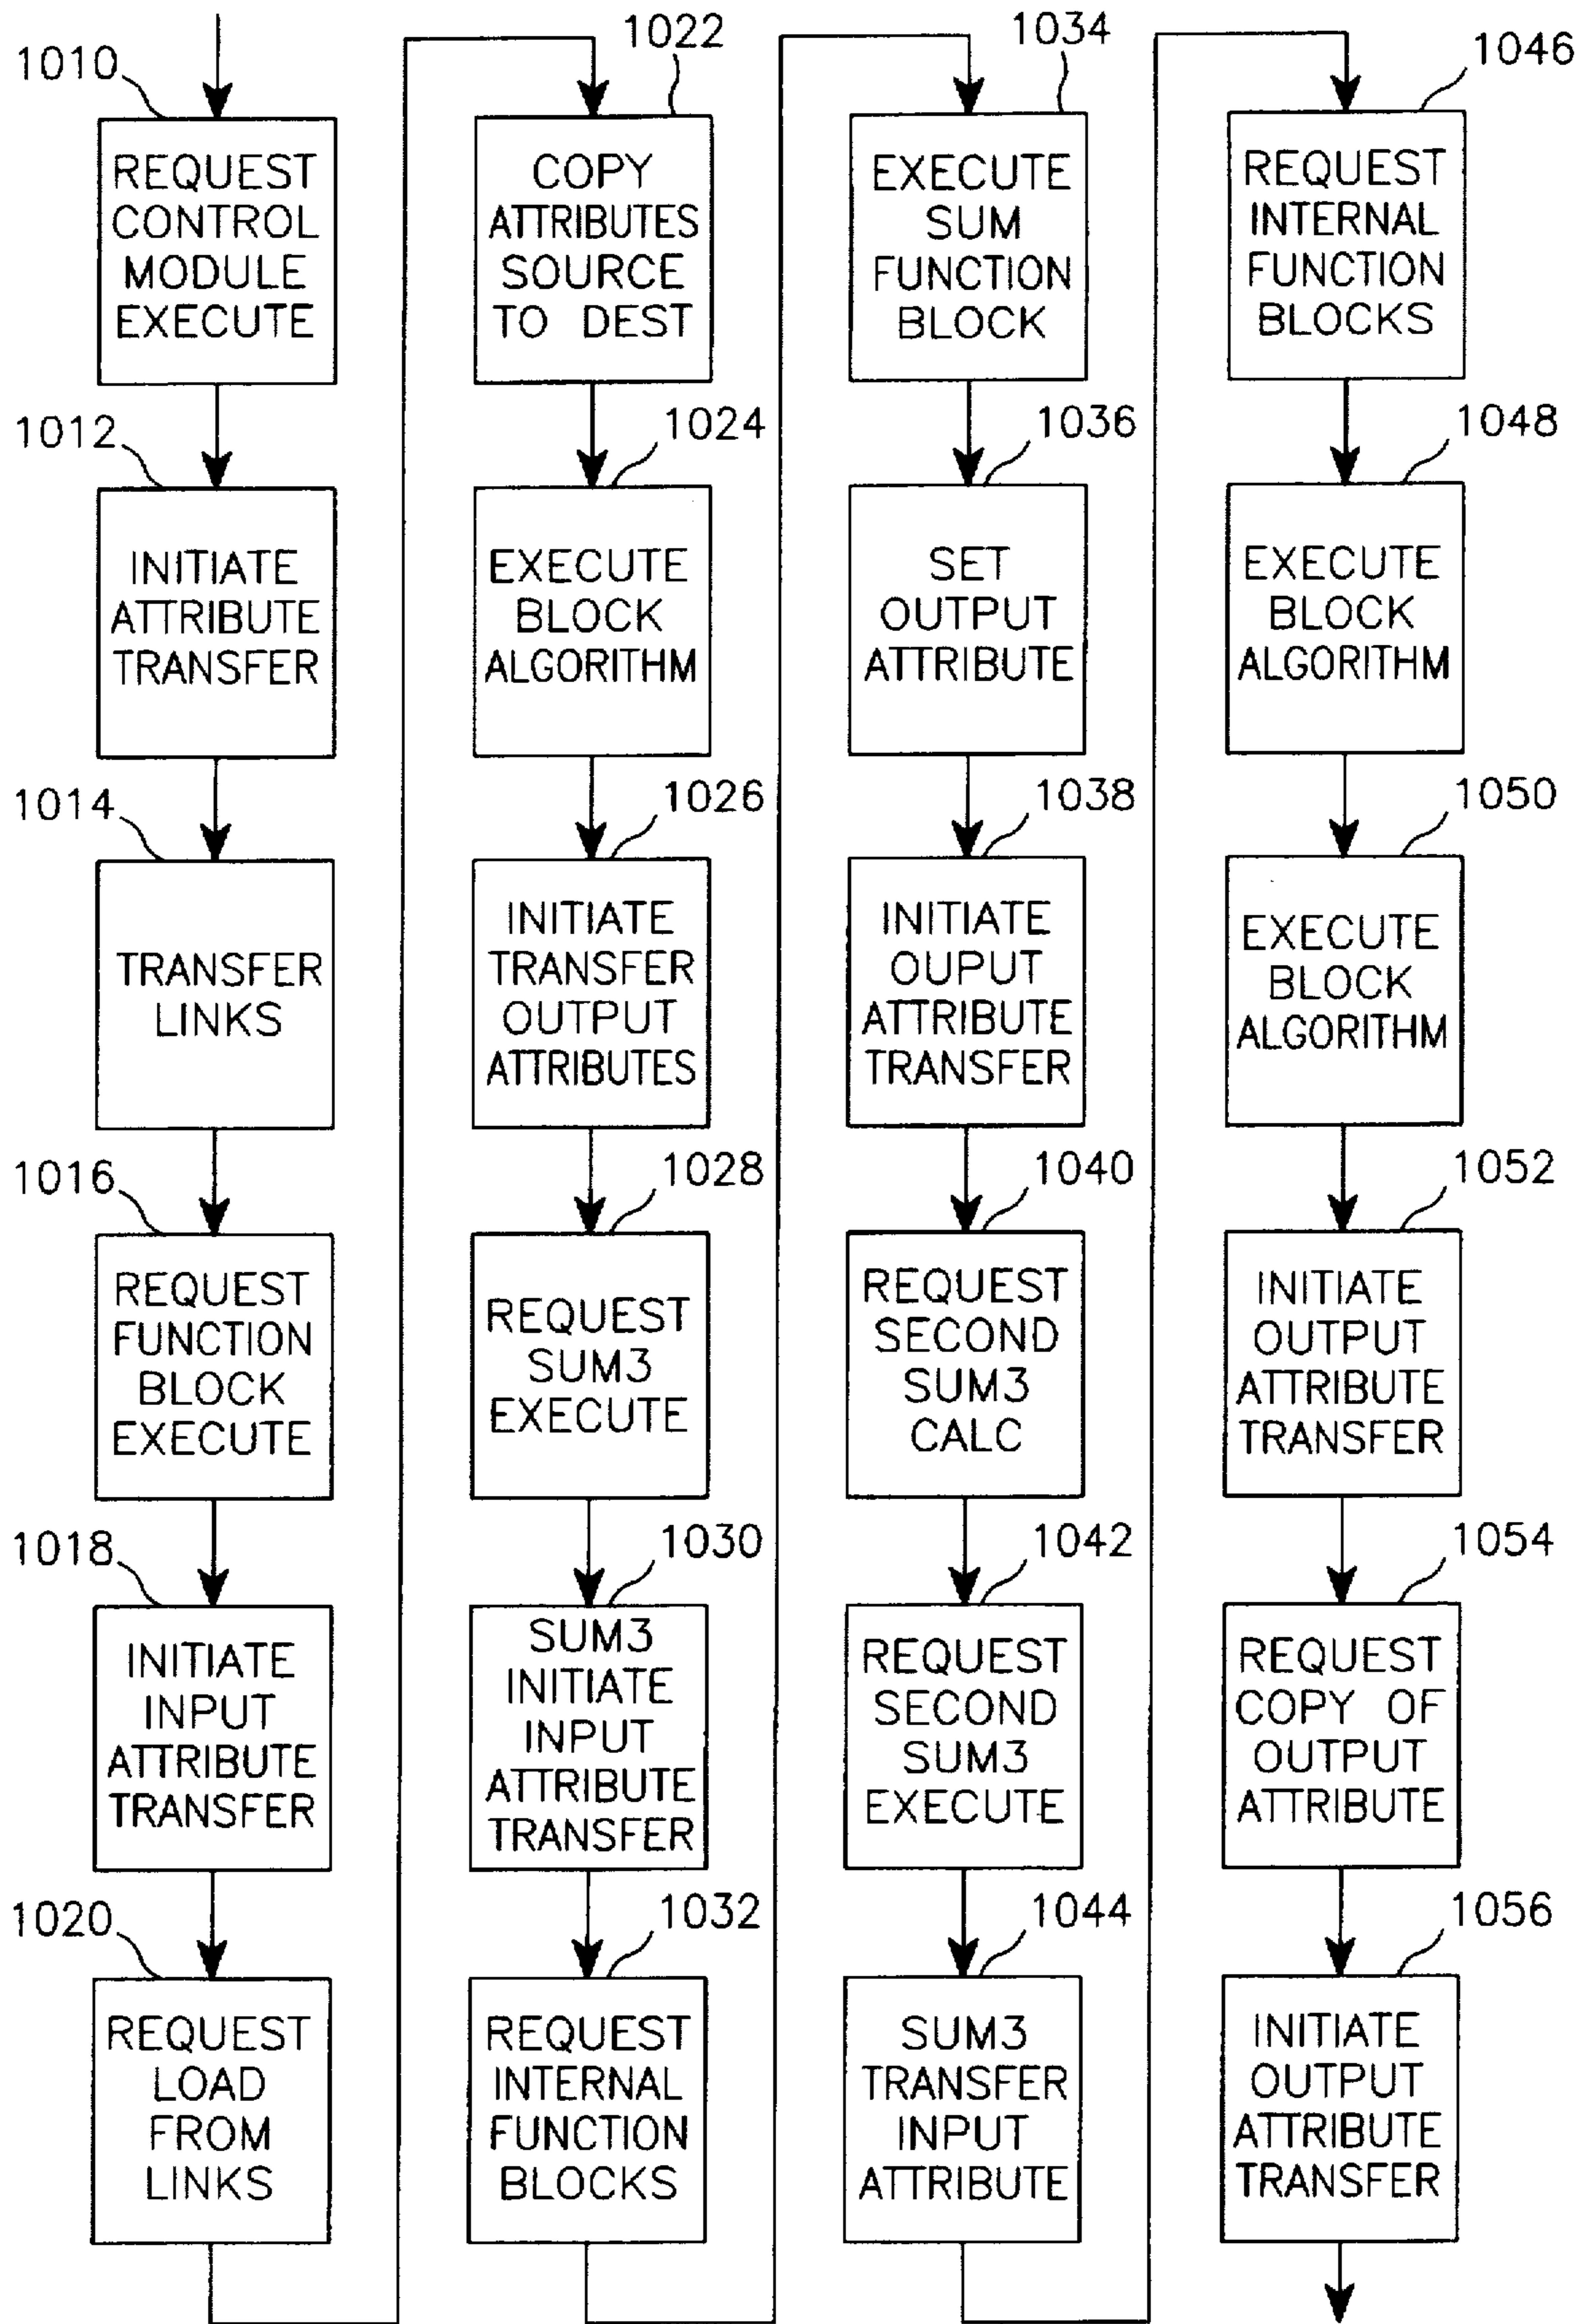 1010
REQUEST
CONTROL
MODULE
EXECUTE
1012
INITIATE
ATTRIBUTE
TRANSFER
1014
TRANSFER
LINKS
1016
REQUEST
FUNCTION
BLOCK
EXECUTE
1018
INITIATE
INPUT
ATTRIBUTE
TRANSFER
1020
REQUEST
LOAD
FROM
LINKS
1022
COPY
ATTRIBUTES
SOURCE
TO DEST
1024
EXECUTE
BLOCK
ALGORITHM
1026
INITIATE
TRANSFER
OUTPUT
ATTRIBUTES
1028
REQUEST
SUM3
EXECUTE
1030
SUM3
INITIATE
INPUT
ATTRIBUTE
TRANSFER
1032
REQUEST
INTERNAL
FUNCTION
BLOCKS
1034
EXECUTE
SUM
FUNCTION
BLOCK
1036
SET
OUTPUT
ATTRIBUTE
1038
INITIATE
OUPUT
ATTRIBUTE
TRANSFER
1040
REQUEST
SECOND
SUM3
CALC
1042
REQUEST
SECOND
SUM3
EXECUTE
1044
SUM3
TRANSFER
INPUT
ATTRIBUTE
1046
REQUEST
INTERNAL
FUNCTION
BLOCKS
1048
EXECUTE
BLOCK
ALGORITHM
1050
EXECUTE
BLOCK
ALGORITHM
1052
INITIATE
OUTPUT
ATTRIBUTE
TRANSFER
1054
REQUEST
COPY OF
OUTPUT
ATTRIBUTE
1056
INITIATE
OUTPUT
ATTRIBUTE
TRANSFER